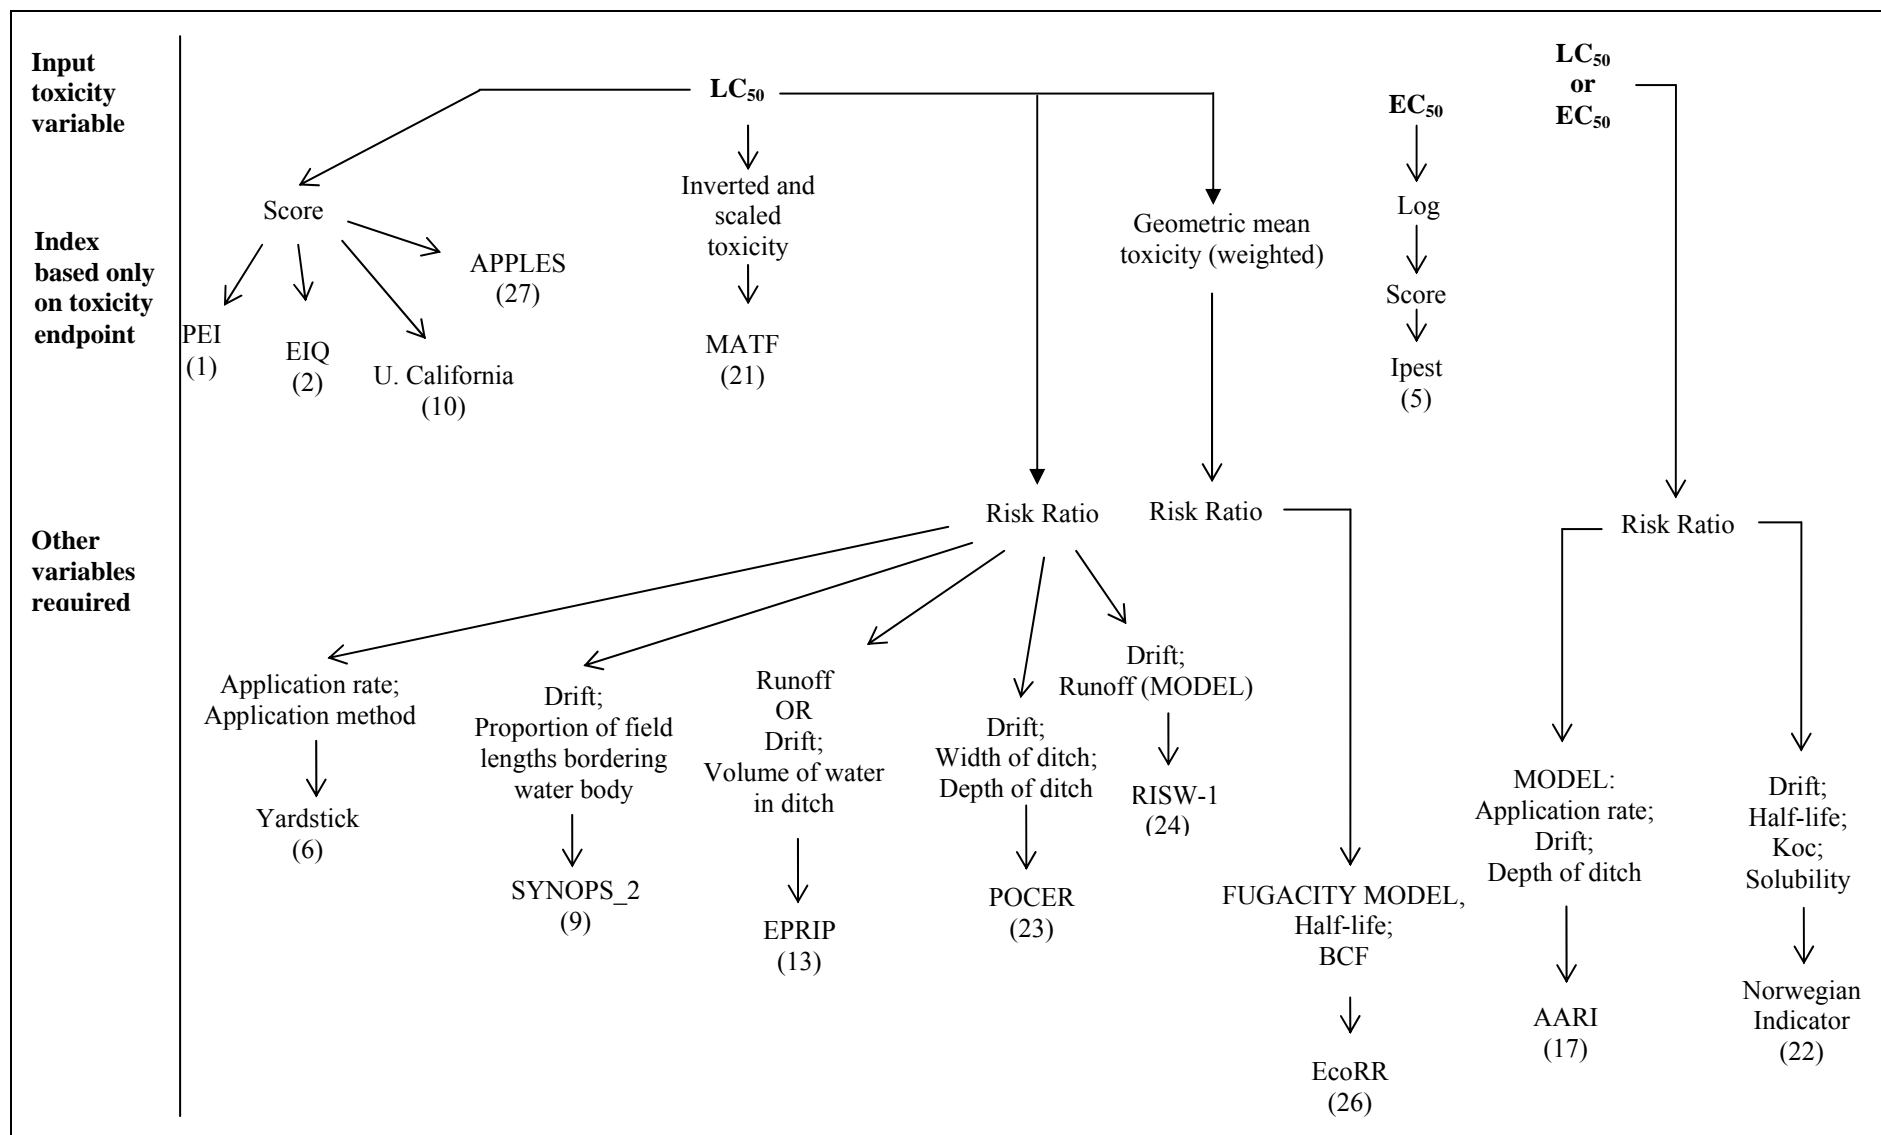 Input
toxicity
variable
Index
based only
on toxicity
endpoint
Other
variables
required
LC50
Score
PEI
(1)
EIQ
(2)
U. California
(10)
APPLES
(27)
Inverted and
scaled
toxicity
MATF
(21)
Geometric mean
toxicity (weighted)
EC50
Log
Score
Ipest
(5)
LC50
or
EC50
Risk Ratio
Risk Ratio
Risk Ratio
Application rate;
Application method
Yardstick
(6)
Drift;
Proportion of field
lengths bordering
water body
SYNOPS_2
(9)
Runoff
OR
Drift;
Volume of water
in ditch
EPRIP
(13)
Drift;
Width of ditch;
Depth of ditch
POCER
(23)
Drift;
Runoff (MODEL)
RISW-1
(24)
FUGACITY MODEL,
Half-life;
BCF
EcoRR
(26)
MODEL:
Application rate;
Drift;
Depth of ditch
AARI
(17)
Drift;
Half-life;
Koc;
Solubility
Norwegian
Indicator
(22)